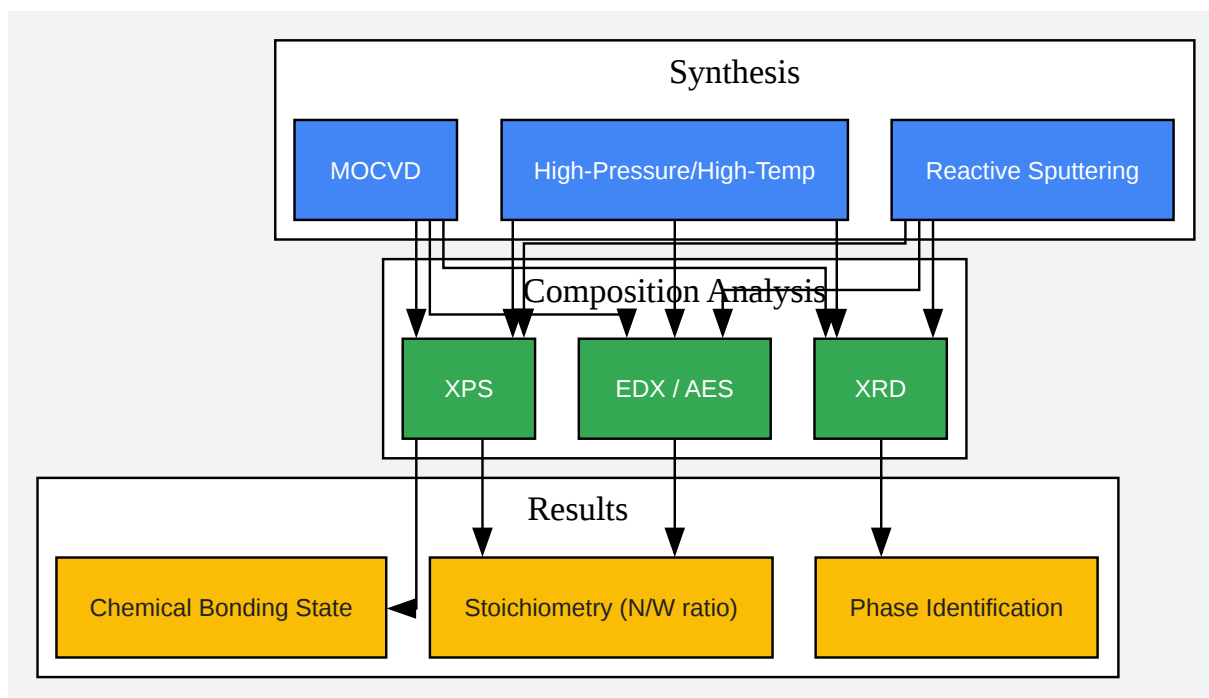 Synthesis
MOCVD
High-Pressure/High-Temp
Reactive Sputtering
Composition Analysis
XPS
EDX / AES
XRD
Results
Chemical Bonding State
Stoichiometry (N/W ratio)
Phase Identification